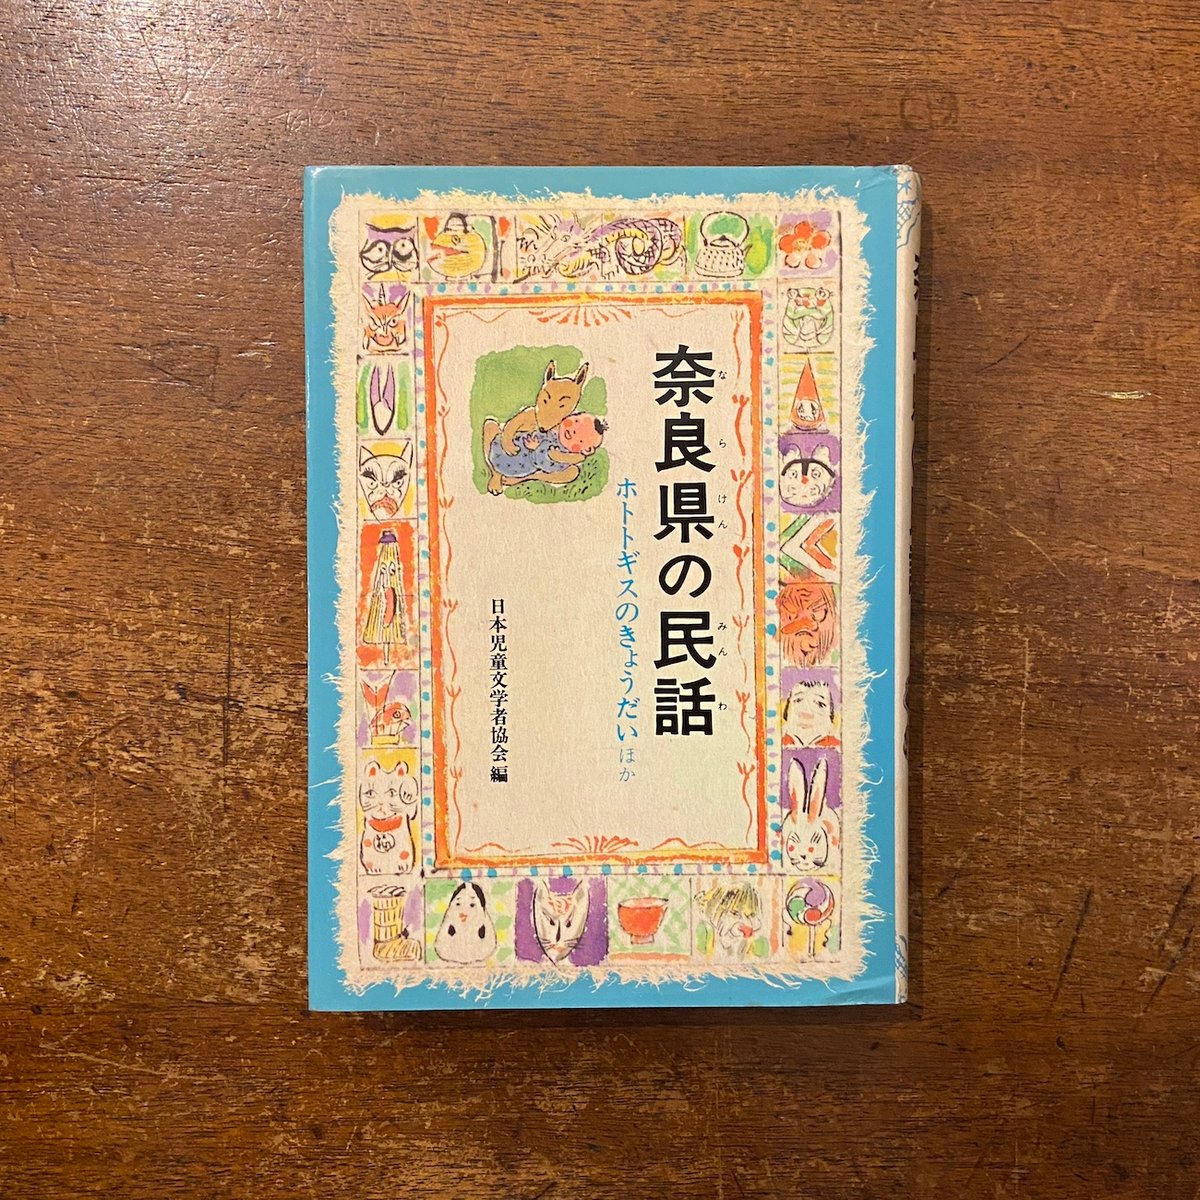 奈良県の民話
ならけんみんわ
ホトトギスのきょうだいほか
日本児童文学者協会編